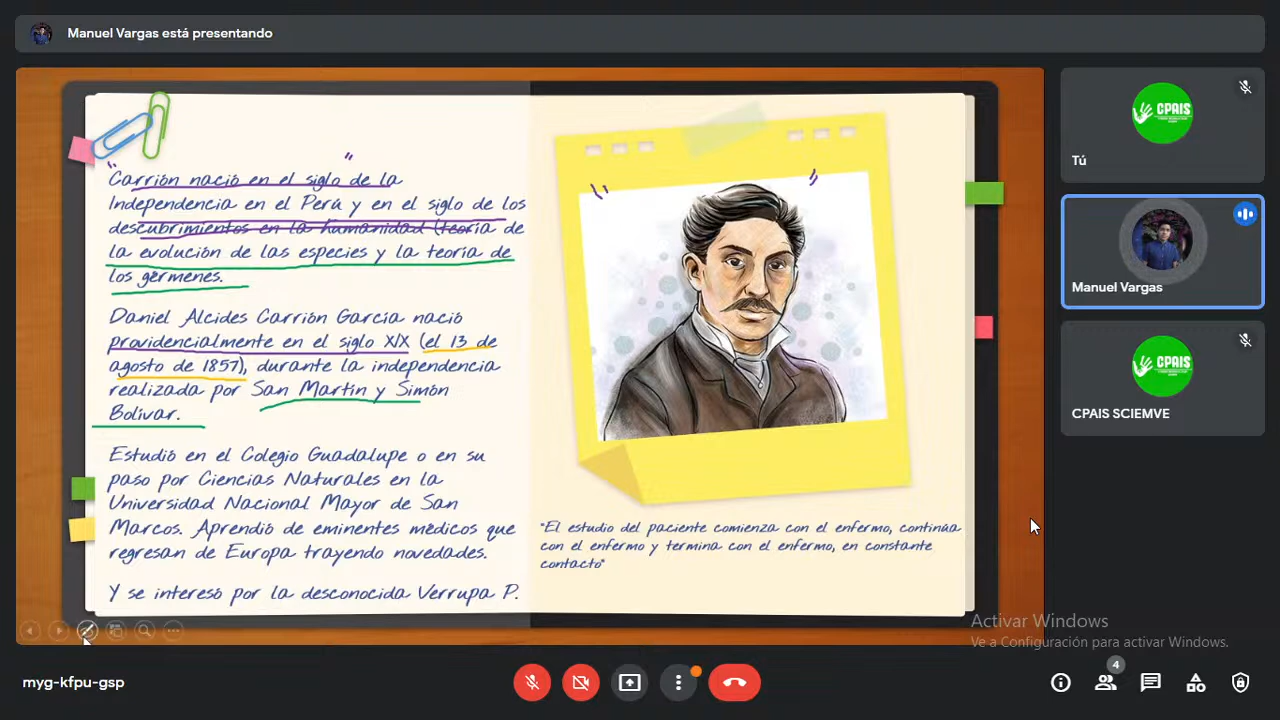 Manuel Vargas está presentando
Carrión nació en el siglo de la
Independencia en el Perú y en el siglo de los
descubrimientos en la humanidad (teoría de
la evolución de las especies y la teoría de
los gérmenes.
Daniel Alcides Carrión García nació
providencialmente en el siglo XIX (el 13 de
agosto de 1857), durante la independencia
realizada por San Martín y Simón
Bolívar.
Estudió en el Colegio Guadalupe o en su
paso por Ciencias Naturales en la
Universidad Nacional Mayor de San
Marcos. Aprendió de eminentes médicos que
regresan de Europa trayendo novedades.
Y se intereso por la desconocida Verrupa P.
"El estudio del paciente comienza con el enfermo, continúa
con el enfermo y termina con el enfermo, en constante
contacto"
CPAIS
Tú
Manuel Vargas
CPAIS
CPAIS SCIEMVE
Activar Windows
Ve a Configuración para activar Windows.
myg-kfpu-gsp
4